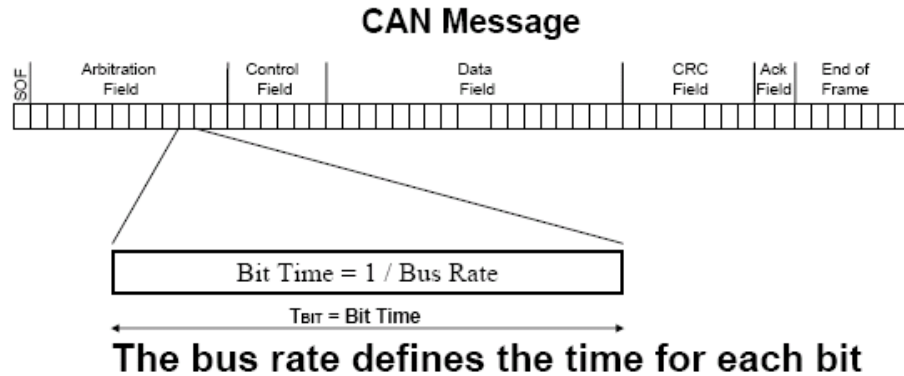 CAN Message
SOF
Arbitration Field
Control Field
Data Field
CRC Field
Ack Field
End of Frame
Bit Time = 1 / Bus Rate
TBIT = Bit Time
The bus rate defines the time for each bit